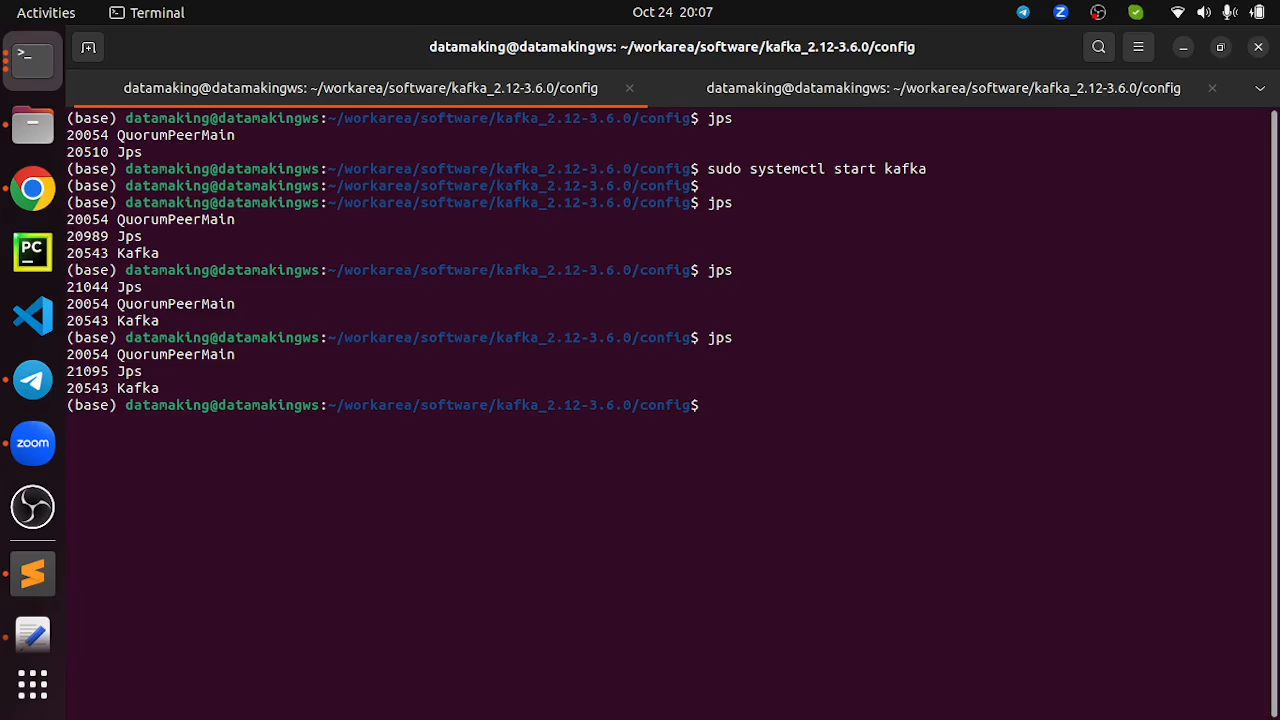 Activities
Terminal
Oct 24 20:07
datamaking@datamakingws: ~/workarea/software/kafka_2.12-3.6.0/config
datamaking@datamakingws: ~/workarea/software/kafka_2.12-3.6.0/config
datamaking@datamakingws: ~/workarea/software/kafka_2.12-3.6.0/config
(base) datamaking@datamakingws:~/workarea/software/kafka_2.12-3.6.0/config$ jps
20054 QuorumPeerMain
20510 Jps
(base) datamaking@datamakingws:~/workarea/software/kafka_2.12-3.6.0/config$ sudo systemctl start kafka
(base) datamaking@datamakingws:~/workarea/software/kafka_2.12-3.6.0/config$
(base) datamaking@datamakingws:~/workarea/software/kafka_2.12-3.6.0/config$ jps
20054 QuorumPeerMain
20989 Jps
20543 Kafka
(base) datamaking@datamakingws:~/workarea/software/kafka_2.12-3.6.0/config$ jps
21044 Jps
20054 QuorumPeerMain
20543 Kafka
(base) datamaking@datamakingws:~/workarea/software/kafka_2.12-3.6.0/config$ jps
20054 QuorumPeerMain
21095 Jps
20543 Kafka
(base) datamaking@datamakingws:~/workarea/software/kafka_2.12-3.6.0/config$
PC
zoom